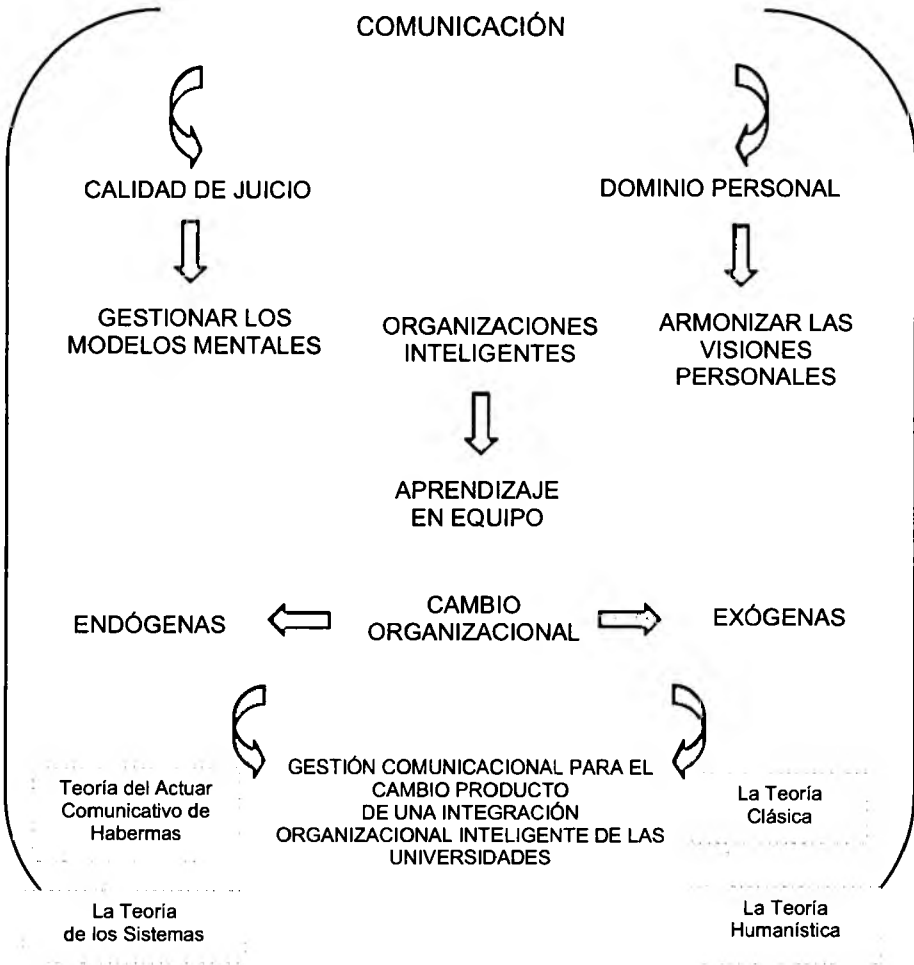 COMUNICACIÓN
CALIDAD DE JUICIO
DOMINIO PERSONAL
GESTIONAR LOS
MODELOS MENTALES
ORGANIZACIONES
INTELIGENTES
ARMONIZAR LAS
VISIONES
PERSONALES
APRENDIZAJE
EN EQUIPO
ENDÓGENAS
CAMBIO
ORGANIZACIONAL
EXÓGENAS
Teoría del Actuar
Comunicativo de
Habermas
GESTIÓN COMUNICACIONAL PARA EL
CAMBIO PRODUCTO
DE UNA INTEGRACIÓN
ORGANIZACIONAL INTELIGENTE DE LAS
UNIVERSIDADES
La Teoría
Clásica
La Teoría
de los Sistemas
La Teoría
Humanística